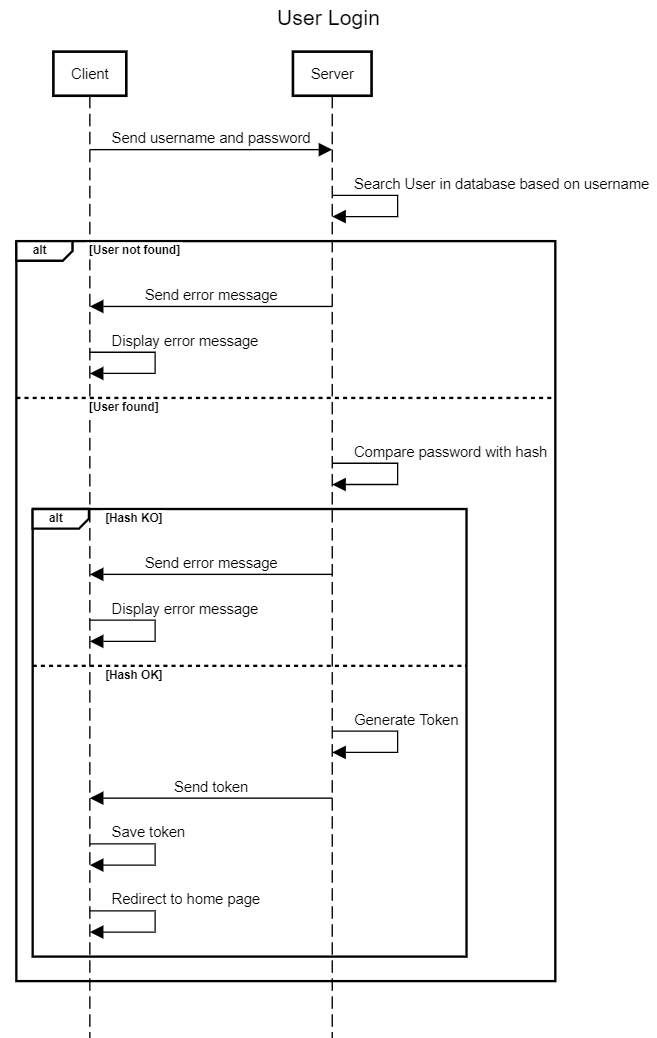 User Login
Client
Server
Send username and password
Search User in database based on username
alt
[User not found]
Send error message
Display error message
[User found]
Compare password with hash
alt
[Hash KO]
Send error message
Display error message
[Hash OK]
Generate Token
Send token
Save token
Redirect to home page